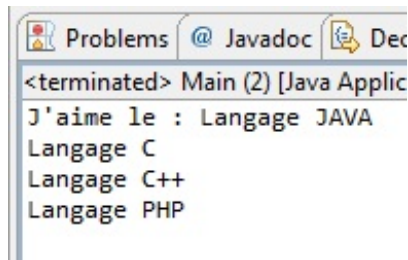 Problems @ Javadoc Dec
<terminated> Main (2) [Java Applic
J'aime le : Langage JAVA
Langage C
Langage C++
Langage PHP